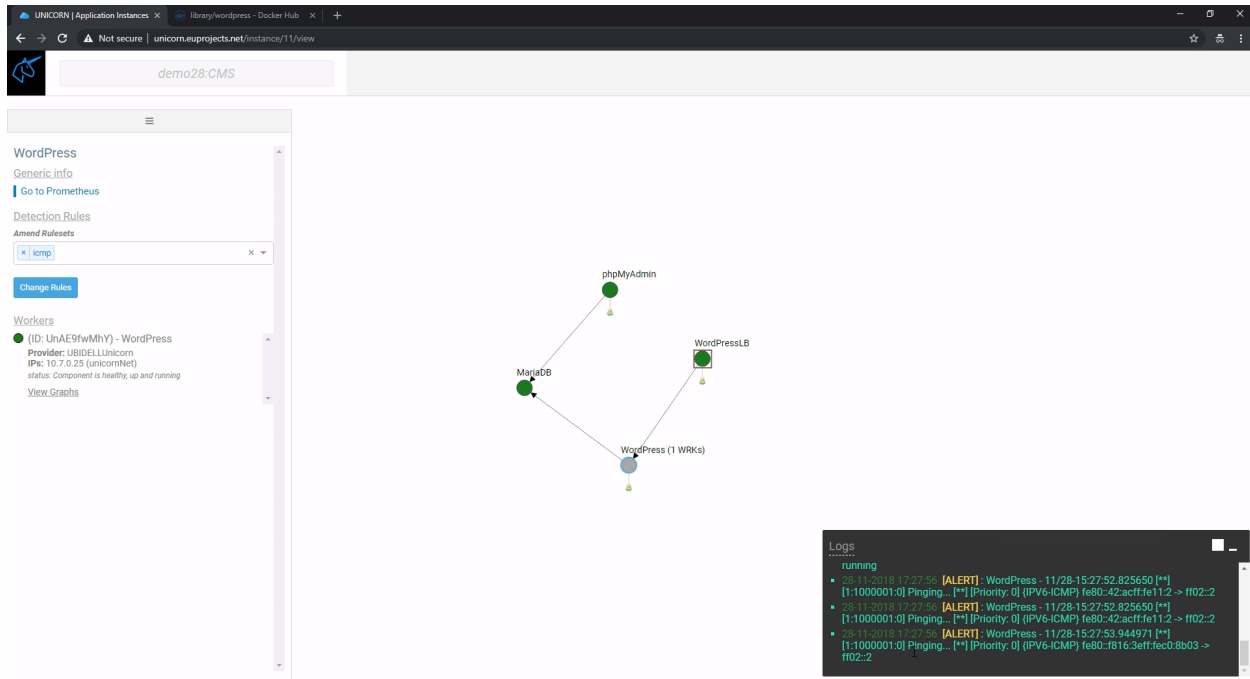 UNICORN | Application Instances
library/wordpress - Docker Hub
Not secure | unicorn.euprojects.net/instance/11/view
demo28:CMS
WordPress
Generic info
Go to Prometheus
Detection Rules
Amend Rulesets
× icmp
Change Rules
Workers
(ID: UnAE9fwMhY) - WordPress
Provider: UBIDELLUnicorn
IPs: 10.7.0.25 (unicornNet)
status: Component is healthy, up and running
View Graphs
phpMyAdmin
WordPressLB
MariaDB
WordPress (1 WRKs)
Logs
running
28-11-2018 17:27:56 [ALERT] : WordPress - 11/28-15:27:52.825650 [**]
[1:1000001:0] Pinging... [**] [Priority: 0] {IPV6-ICMP} fe80::42:acff:fe11:2 -> ff02::2
28-11-2018 17:27:56 [ALERT] : WordPress - 11/28-15:27:52.825650 [**]
[1:1000001:0] Pinging... [**] [Priority: 0] {IPV6-ICMP} fe80::42:acff:fe11:2 -> ff02::2
28-11-2018 17:27:56 [ALERT] : WordPress - 11/28-15:27:53.944971 [**]
[1:1000001:0] Pinging... [**] [Priority: 0] {IPV6-ICMP} fe80::f816:3eff:fec0:8b03 ->
ff02::2